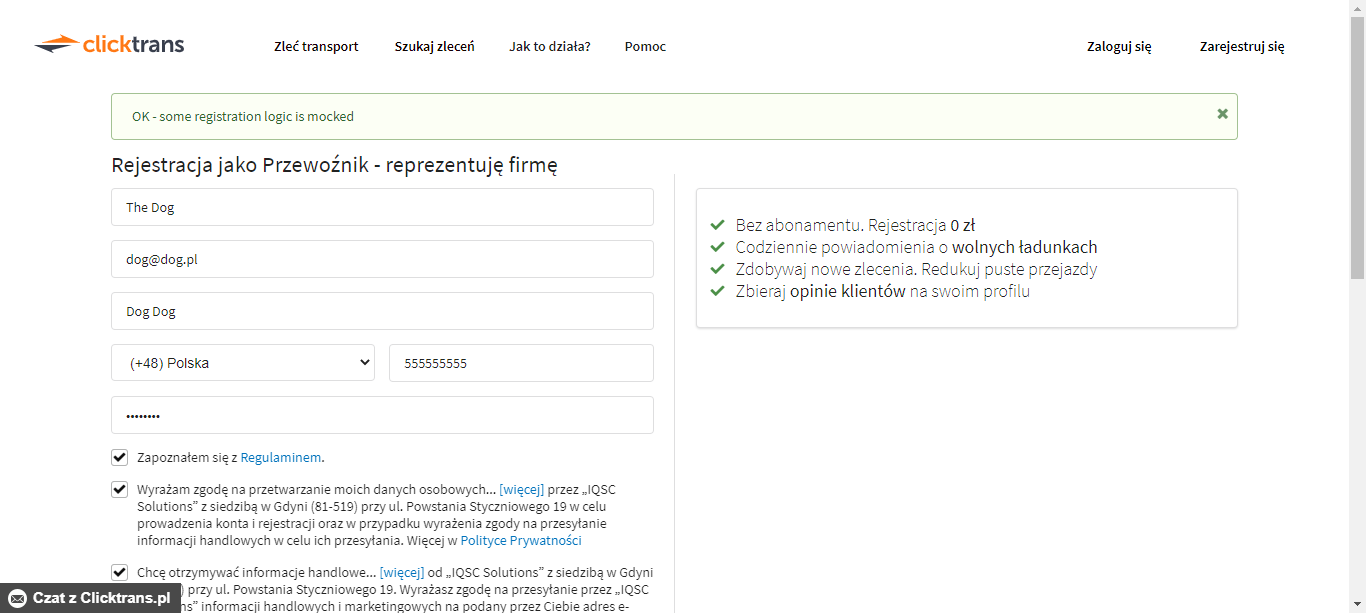 clicktrans
Zleć transport
Szukaj zleceń
Jak to działa?
Pomoc
Zaloguj się
Zarejestruj się
OK - some registration logic is mocked
Rejestracja jako Przewoźnik - reprezentuję firmę
The Dog
dog@dog.pl
Dog Dog
(+48) Polska
555555555
••••••••
Zapoznałem się z Regulaminem.
Wyrażam zgodę na przetwarzanie moich danych osobowych... [więcej] przez „IQSC
Solutions” z siedzibą w Gdyni (81-519) przy ul. Powstania Styczniowego 19 w celu
prowadzenia konta i rejestracji oraz w przypadku wyrażenia zgody na przesyłanie
informacji handlowych w celu ich przesyłania. Więcej w Polityce Prywatności
Chcę otrzymywać informacje handlowe... [więcej] od „IQSC Solutions” z siedzibą w Gdyni
) przy ul. Powstania Styczniowego 19. Wyrażasz zgodę na przesyłanie przez „IQSC
ns” informacji handlowych i marketingowych na podany przez Ciebie adres e-
Bez abonamentu. Rejestracja 0 zł
Codziennie powiadomienia o wolnych ładunkach
Zdobywaj nowe zlecenia. Redukuj puste przejazdy
Zbieraj opinie klientów na swoim profilu
Czat z Clicktrans.pl